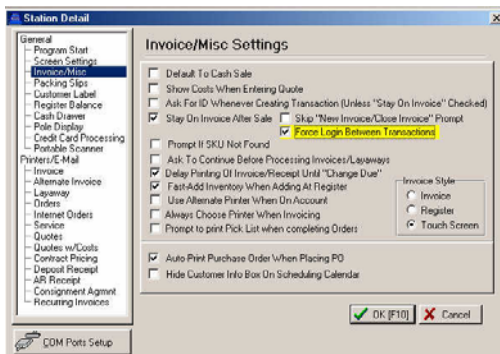 Station Detail
General
Program Start
Screen Settings
Invoice/Misc
Packing Slips
Customer Label
Register Balance
Cash Drawer
Pole Display
Credit Card Processing
Portable Scanner
Printers/E-Mail
Invoice
Alternate Invoice
Layaway
Orders
Internet Orders
Service
Quotes
Quotes w/Costs
Contract Pricing
Deposit Receipt
AR Receipt
Consignment Agmnt
Recurring Invoices
COM Ports Setup
Invoice/Misc Settings
Default To Cash Sale
Show Costs When Entering Quote
Ask For ID Whenever Creating Transaction (Unless "Stay On Invoice" Checked)
Stay On Invoice After Sale
Skip "New Invoice/Close Invoice" Prompt
Force Login Between Transactions
Prompt If SKU Not Found
Ask To Continue Before Processing Invoices/Layaways
Delay Printing Of Invoice/Receipt Until "Change Due"
Fast-Add Inventory When Adding At Register
Use Alternate Printer When On Account
Always Choose Printer When Invoicing
Prompt to print Pick List when completing Orders
Invoice Style
Invoice
Register
Touch Screen
Auto Print Purchase Order When Placing PO
Hide Customer Info Box On Scheduling Calendar
OK [F10]
Cancel